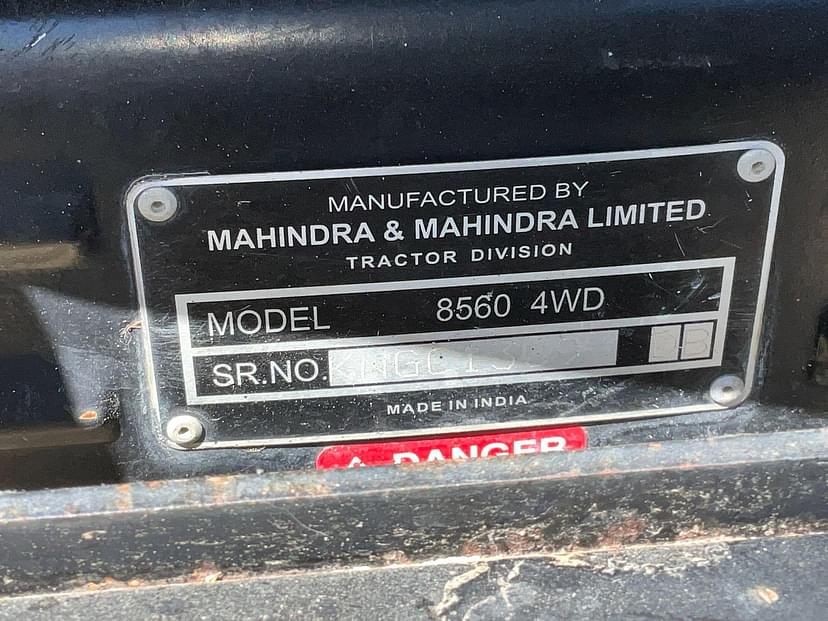 MANUFACTURED BY
MAHINDRA & MAHINDRA LIMITED
TRACTOR DIVISION
MODEL 8560 4WD
SR.NO.
MADE IN INDIA
DANGER